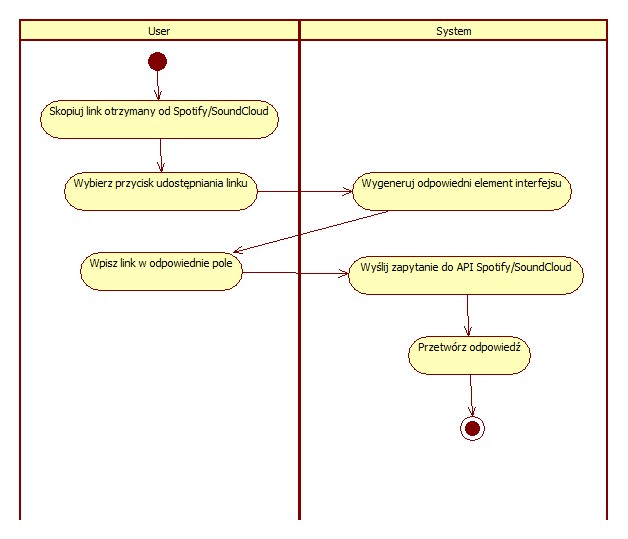 User
System
Skopiuj link otrzymany od Spotify/SoundCloud
Wybierz przycisk udostępniania linku
Wygeneruj odpowiedni element interfejsu
Wpisz link w odpowiednie pole
Wyślij zapytanie do API Spotify/SoundCloud
Przetwórz odpowiedź